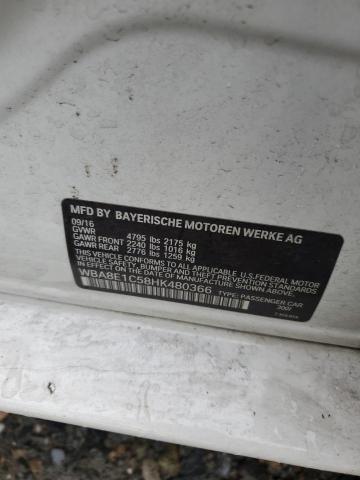 MFD BY BAYERISCHE MOTOREN WERKE AG
09/16
GVWR 4795 lbs 2175 kg
GAWR FRONT 2240 lbs 1016 kg
GAWR REAR 2776 lbs 1259 kg
THIS VEHICLE CONFORMS TO ALL APPLICABLE U.S.FEDERAL MOTOR
VEHICLE SAFETY, BUMPER AND THEFT PREVENTION STANDARDS IN EFFECT
ON THE DATE OF MANUFACTURE SHOWN ABOVE.
WBA8E1C58HK480366 TYPE: PASSENGER CAR